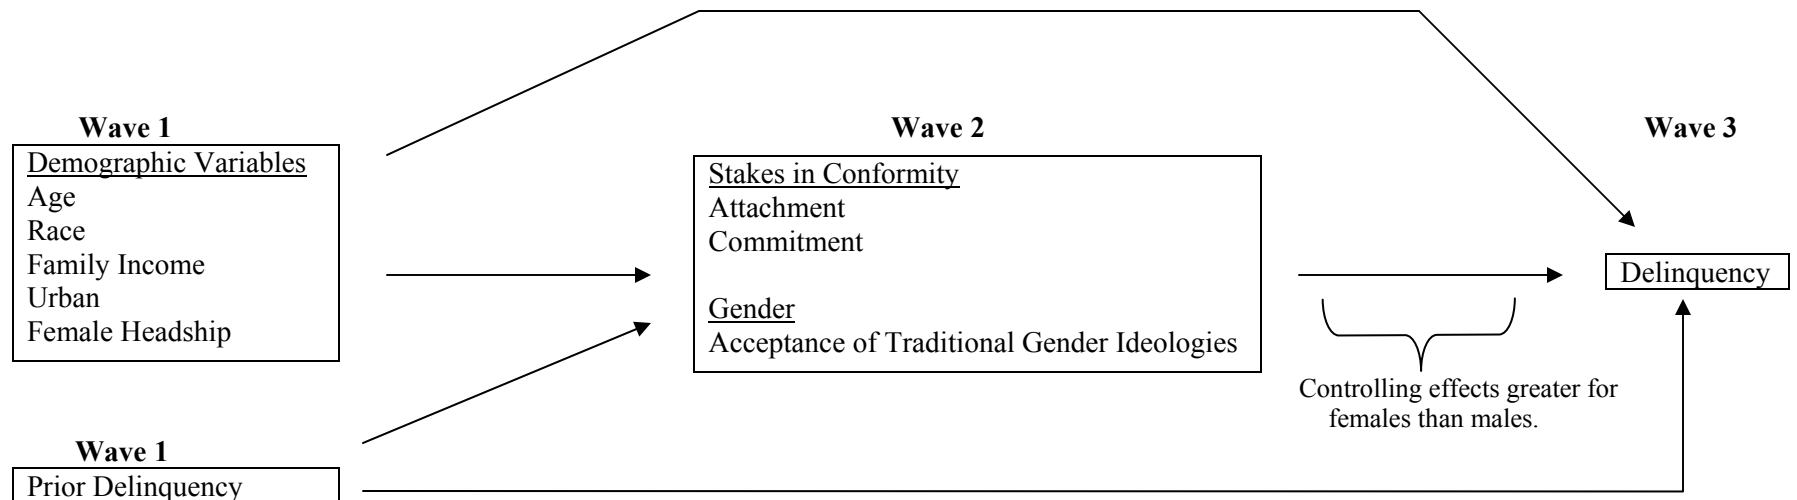 Wave 1
Demographic Variables
Age
Race
Family Income
Urban
Female Headship
Wave 1
Prior Delinquency
Wave 2
Stakes in Conformity
Attachment
Commitment
Gender
Acceptance of Traditional Gender Ideologies
Controlling effects greater for
females than males.
Wave 3
Delinquency